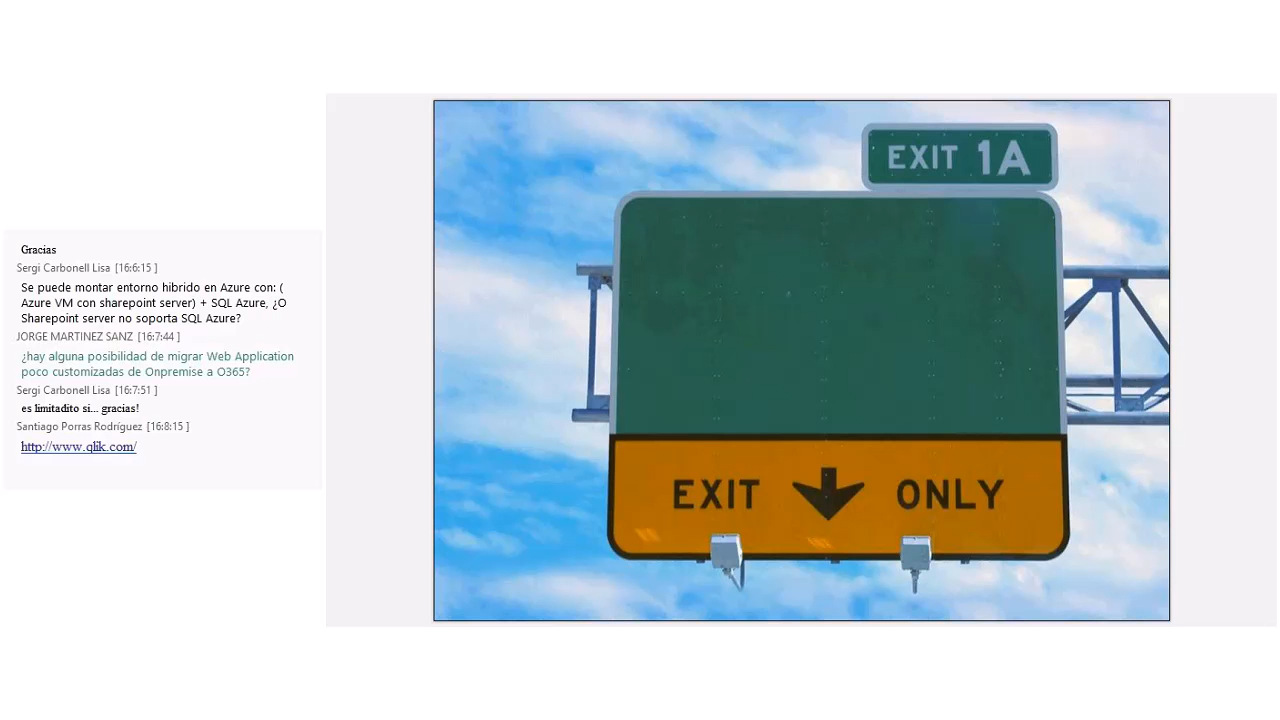 Gracias
Sergi Carbonell Lisa [16:6:15 ]
Se puede montar entorno hibrido en Azure con: (
Azure VM con sharepoint server) + SQL Azure, ¿O
Sharepoint server no soporta SQL Azure?
JORGE MARTINEZ SANZ [16:7:44 ]
¿hay alguna posibilidad de migrar Web Application
poco customizadas de Onpremise a O365?
Sergi Carbonell Lisa [16:7:51 ]
es limitadito si... gracias!
Santiago Porras Rodríguez [16:8:15 ]
http://www.qlik.com/
EXIT 1A
EXIT ONLY